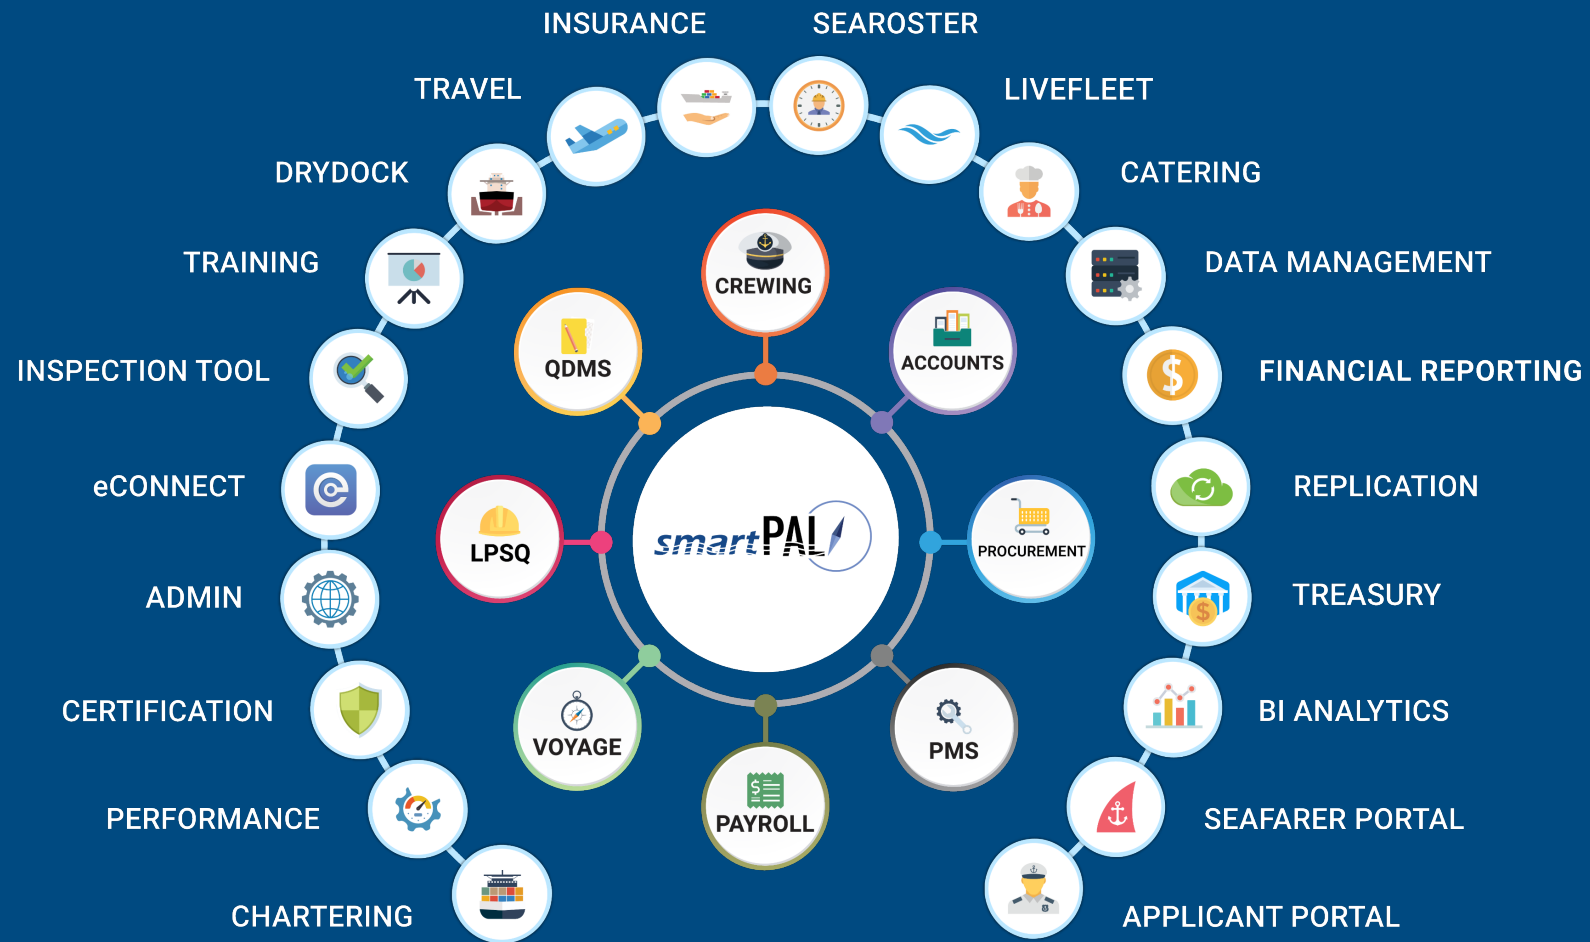 INSURANCE
SEAROSTER
TRAVEL
LIVEFLEET
DRYDOCK
CATERING
TRAINING
DATA MANAGEMENT
CREWING
INSPECTION TOOL
QDMS
ACCOUNTS
FINANCIAL REPORTING
eCONNECT
REPLICATION
LPSQ
smartPAL
PROCUREMENT
ADMIN
TREASURY
CERTIFICATION
VOYAGE
PMS
BI ANALYTICS
PERFORMANCE
PAYROLL
SEAFARER PORTAL
CHARTERING
APPLICANT PORTAL